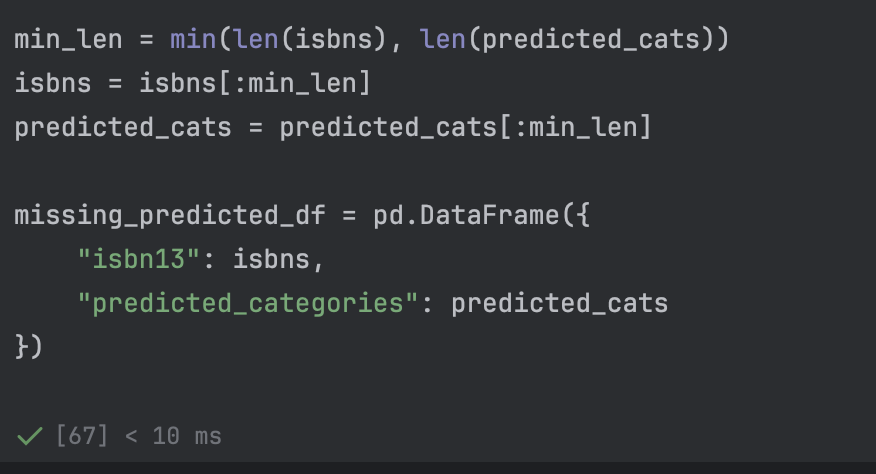 min_len = min(len(isbns), len(predicted_cats))
isbns = isbns[:min_len]
predicted_cats = predicted_cats[:min_len]
missing_predicted_df = pd.DataFrame({
    "isbn13": isbns,
    "predicted_categories": predicted_cats
})
[67] < 10 ms